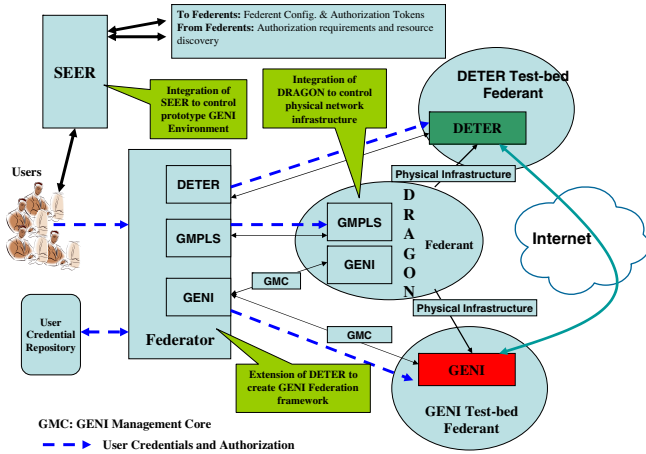 To Federents: Federent Config. & Authorization Tokens
From Federents: Authorization requirements and resource
discovery
SEER
Integration of
SEER to control
prototype GENI
Environment
Integration of
DRAGON to control
physical network
infrastructure
DETER Test-bed
Federant
DETER
Users
DETER
GMPLS
GENI
Federator
Physical Infrastructure
GMPLS
GENI
DRAGON
Federant
Internet
GMC
Physical Infrastructure
GMC
User
Credential
Repository
Extension of DETER to
create GENI Federation
framework
GENI
GENI Test-bed
Federant
GMC: GENI Management Core
User Credentials and Authorization